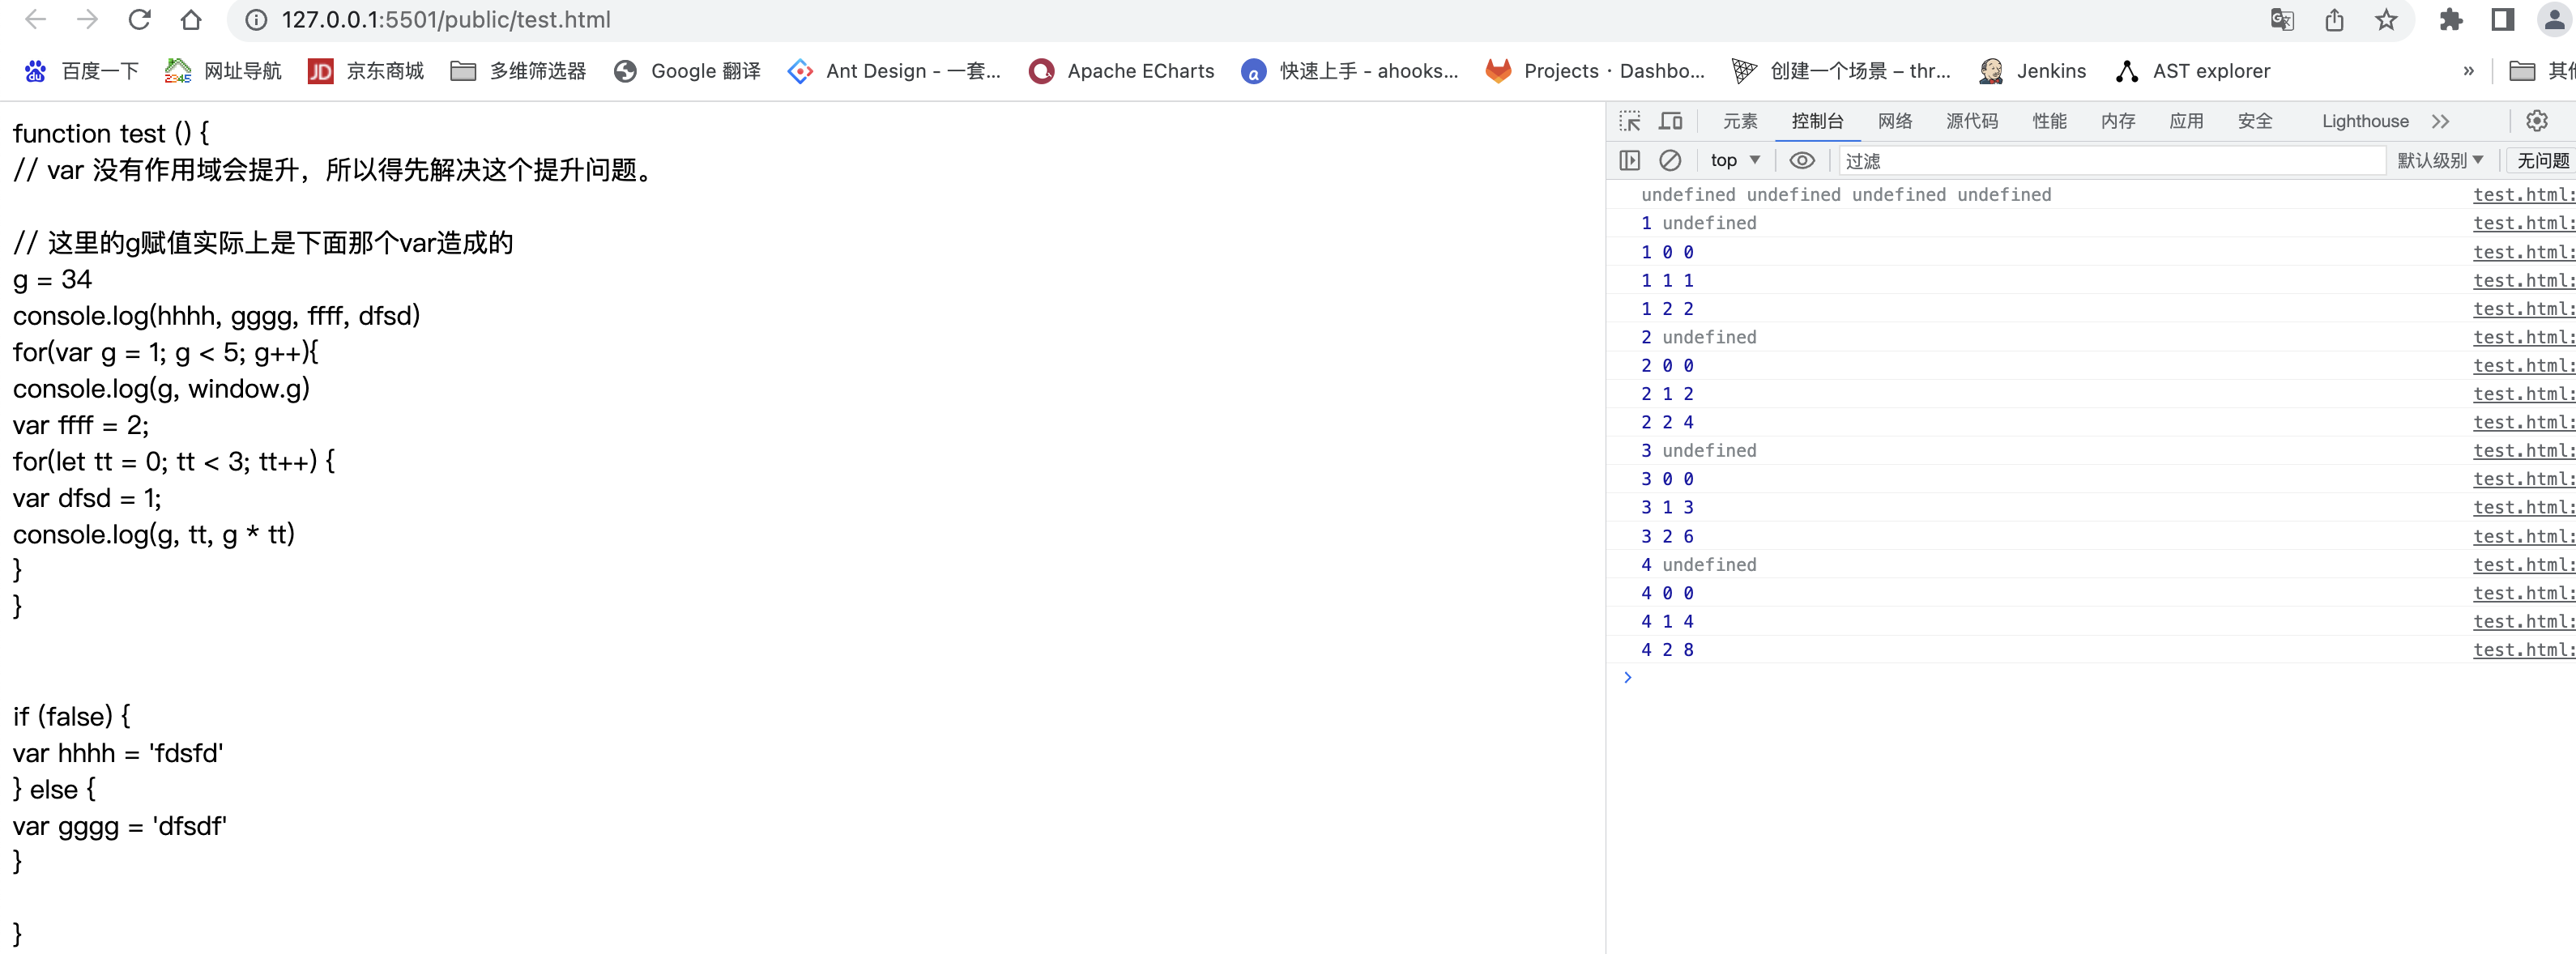 127.0.0.1:5501/public/test.html
百度一下 网址导航 京东商城 多维筛选器 Google 翻译 Ant Design - 一套... Apache ECharts 快速上手 - ahooks... Projects · Dashbo... 创建一个场景 – thr... Jenkins AST explorer » 其他
function test () {
// var 没有作用域会提升，所以得先解决这个提升问题。
// 这里的g赋值实际上是下面那个var造成的
g = 34
console.log(hhhh, gggg, ffff, dfsd)
for(var g = 1; g < 5; g++){
console.log(g, window.g)
var ffff = 2;
for(let tt = 0; tt < 3; tt++) {
var dfsd = 1;
console.log(g, tt, g * tt)
}
}
if (false) {
var hhhh = 'fdsfd'
} else {
var gggg = 'dfsdf'
}
}
元素 控制台 网络 源代码 性能 内存 应用 安全 Lighthouse
top 过滤 默认级别 无问题
undefined undefined undefined undefined test.html:
1 undefined test.html:
1 0 0 test.html:
1 1 1 test.html:
1 2 2 test.html:
2 undefined test.html:
2 0 0 test.html:
2 1 2 test.html:
2 2 4 test.html:
3 undefined test.html:
3 0 0 test.html:
3 1 3 test.html:
3 2 6 test.html:
4 undefined test.html:
4 0 0 test.html:
4 1 4 test.html:
4 2 8 test.html: